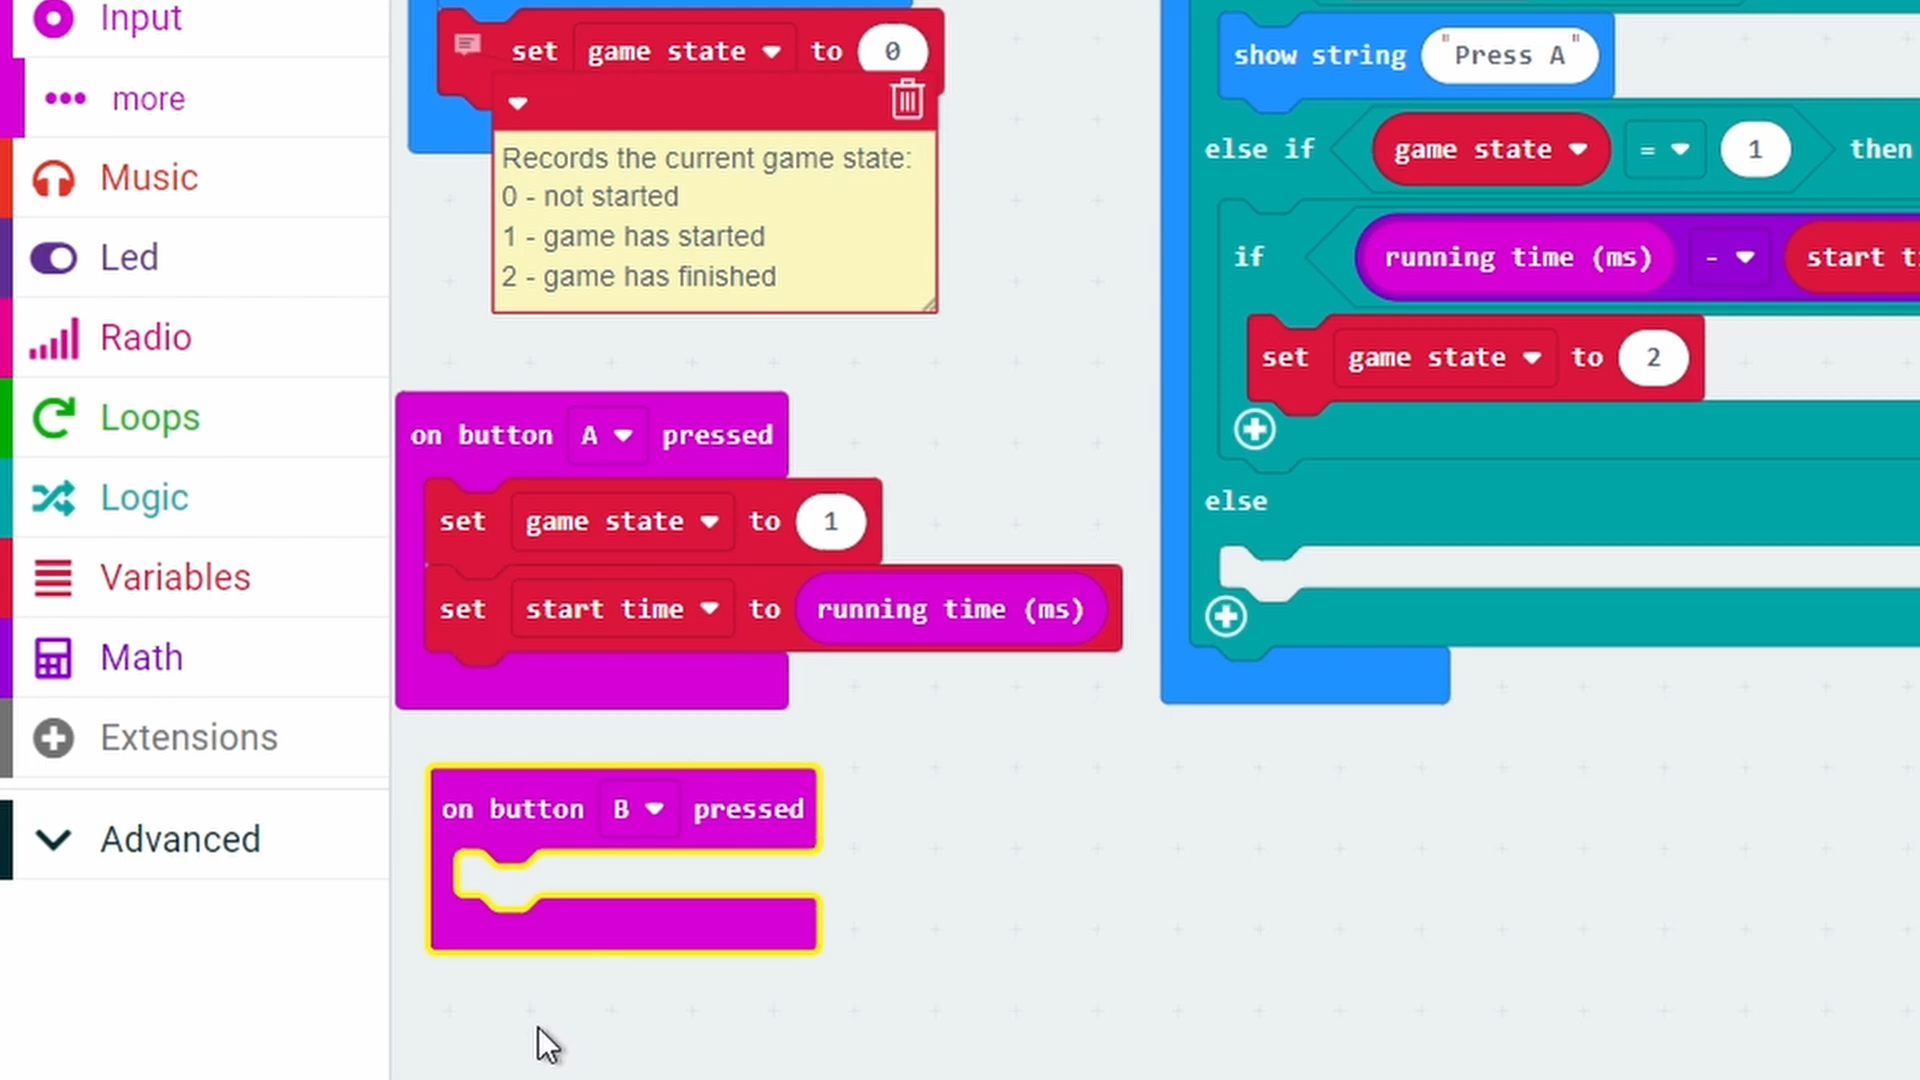 Input
more
Music
Led
Radio
Loops
Logic
Variables
Math
Extensions
Advanced
set game state to 0
Records the current game state:
0 - not started
1 - game has started
2 - game has finished
on button A pressed
set game state to 1
set start time to running time (ms)
on button B pressed
show string "Press A"
else if game state = 1 then
if running time (ms) - start
set game state to 2
else